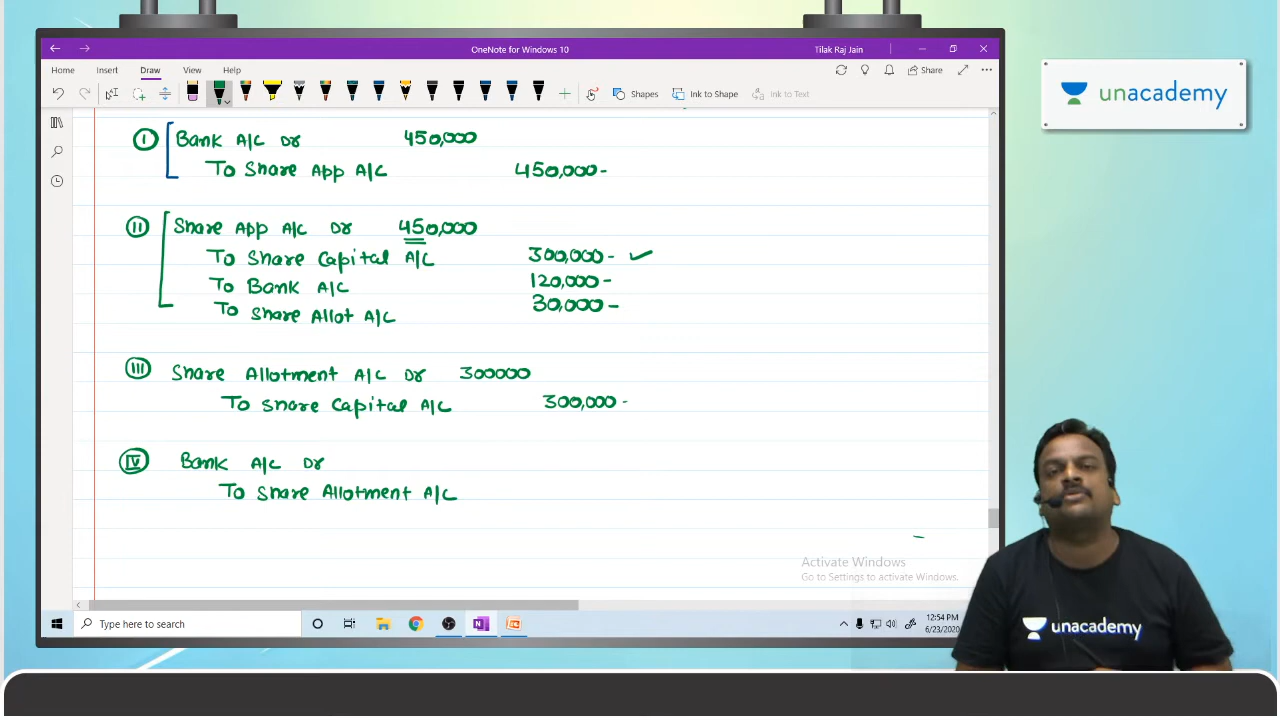 OneNote for Windows 10
Tilak Raj Jain
Home Insert Draw View Help
Share
Shapes
Ink to Shape
Ink to Text
unacademy
I Bank A/C Dr 450,000
To Share App A/C 450,000-
II Share App A/C Dr 450,000
To Share Capital A/C 300,000-
To Bank A/C 120,000-
To Share Allot A/C 30,000-
III Share Allotment A/C Dr 300000
To Share Capital A/C 300,000-
IV Bank A/C Dr
To Share Allotment A/C
Activate Windows
Go to Settings to activate Windows.
Type here to search
12:54 PM
6/23/2020
unacademy